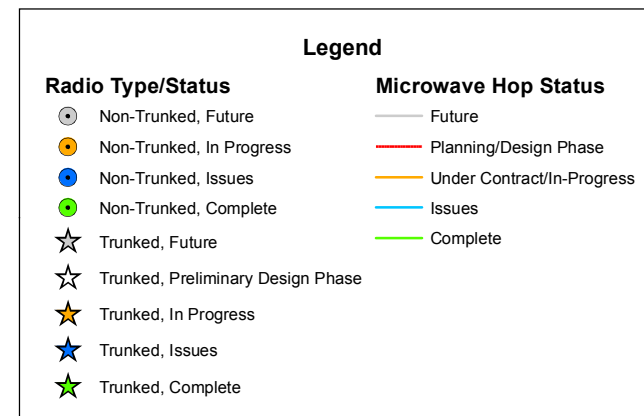 Legend
Radio Type/Status
Non-Trunked, Future
Non-Trunked, In Progress
Non-Trunked, Issues
Non-Trunked, Complete
Trunked, Future
Trunked, Preliminary Design Phase
Trunked, In Progress
Trunked, Issues
Trunked, Complete
Microwave Hop Status
Future
Planning/Design Phase
Under Contract/In-Progress
Issues
Complete